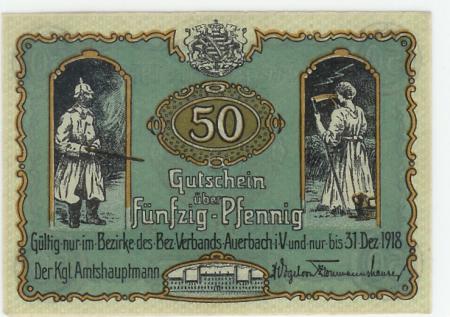 50
Gutschein
über
fünfzig-Pfennig
Gültig nur im Bezirke des Bez. Verbands Auerbach i.V. und nur bis 31. Dez. 1918
Der Kgl. Amtshauptmann